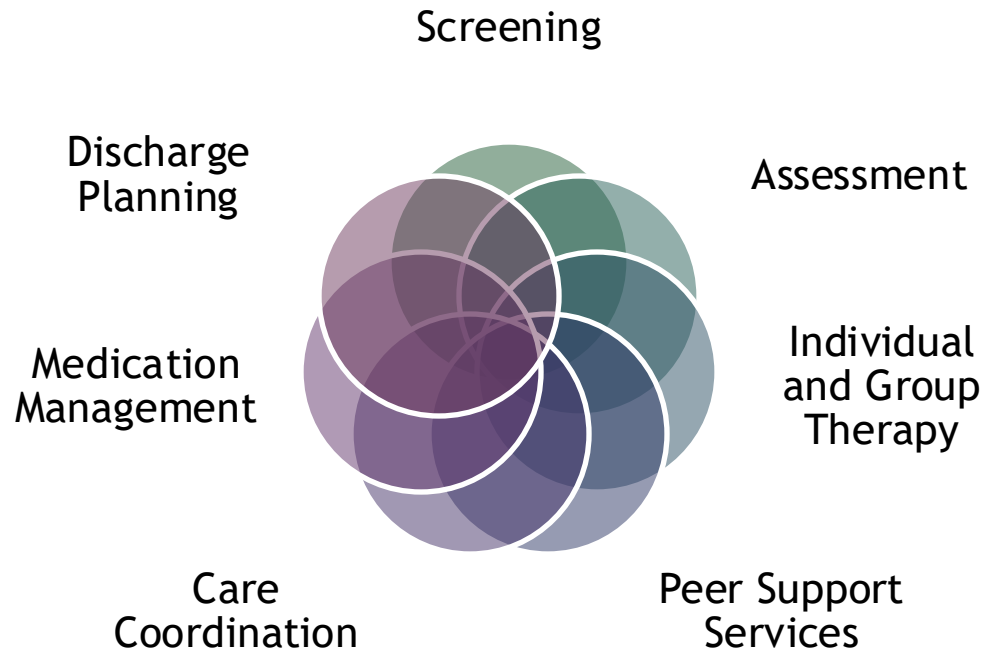 Screening
Discharge
Planning
Assessment
Medication
Management
Individual
and Group
Therapy
Care
Coordination
Peer Support
Services